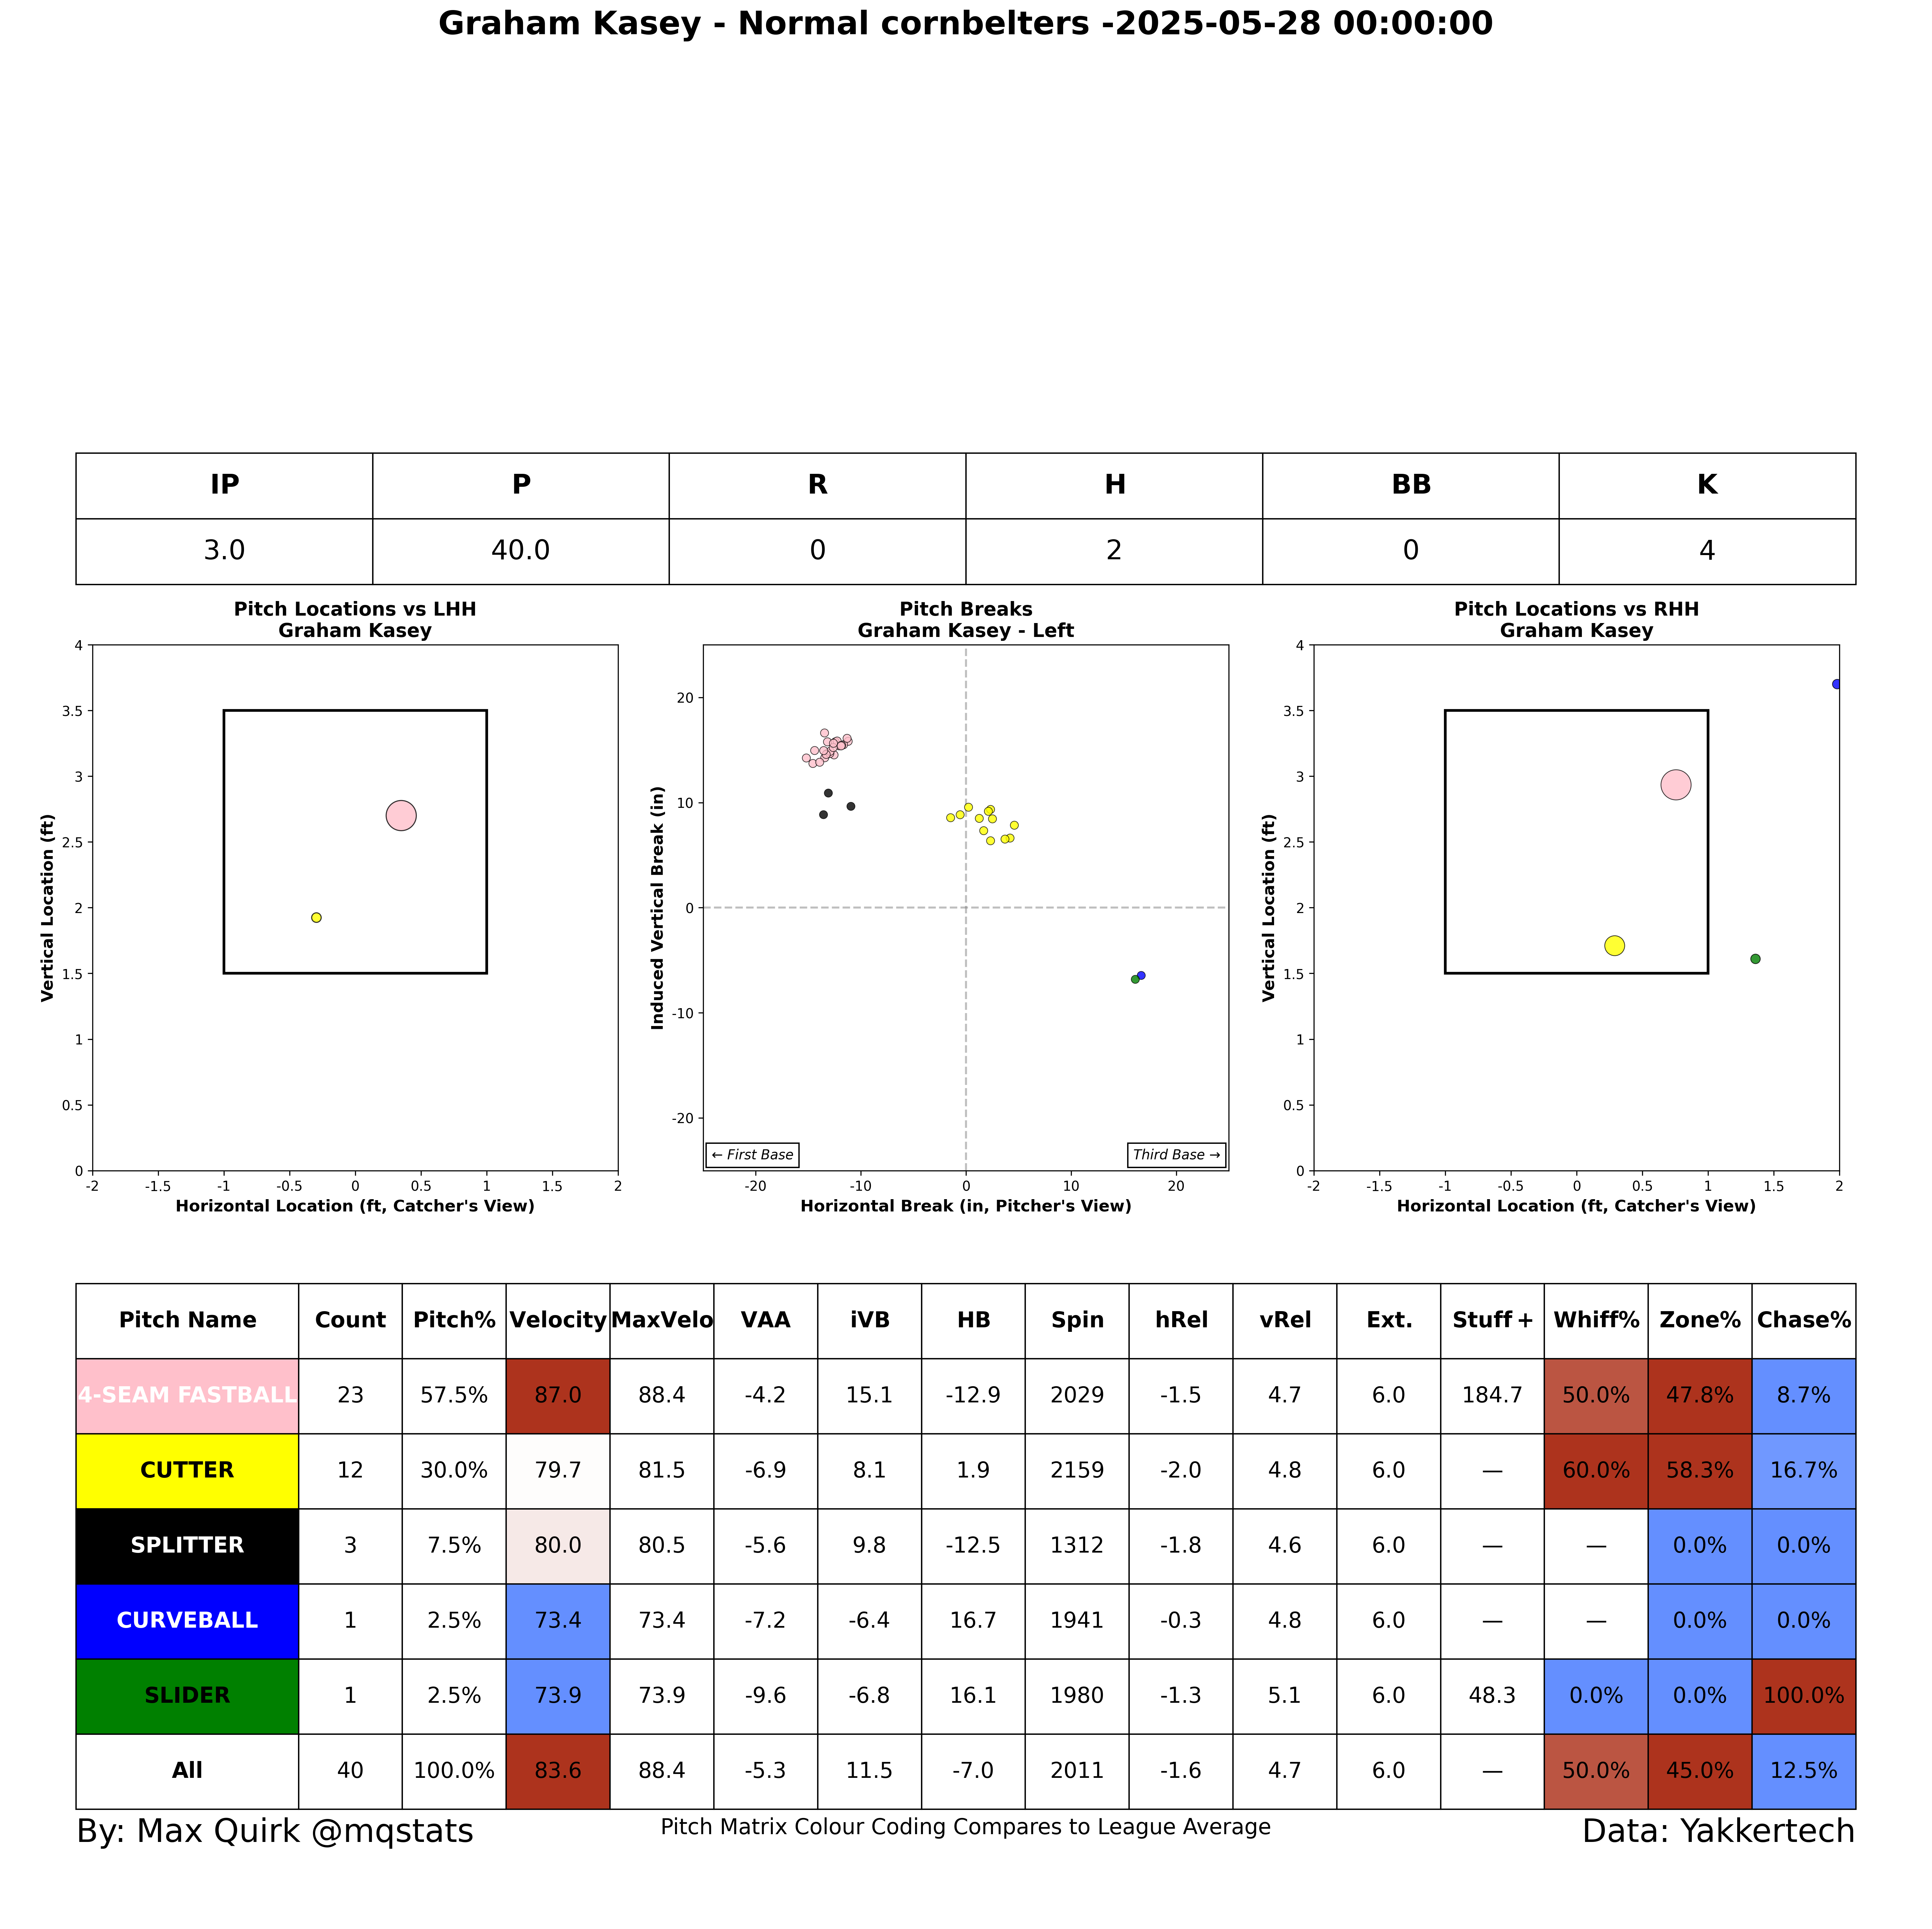 Graham Kasey - Normal cornbelters -2025-05-28 00:00:00
IP P R H BB K
3.0 40.0 0 2 0 4
Pitch Locations vs LHH
Graham Kasey
Vertical Location (ft)
4
3.5
3
2.5
2
1.5
1
0.5
0
-2 -1.5 -1 -0.5 0 0.5 1 1.5 2
Horizontal Location (ft, Catcher's View)
Pitch Breaks
Graham Kasey - Left
Induced Vertical Break (in)
20
10
0
-10
-20
← First Base Third Base →
-20 -10 0 10 20
Horizontal Break (in, Pitcher's View)
Pitch Locations vs RHH
Graham Kasey
Vertical Location (ft)
4
3.5
3
2.5
2
1.5
1
0.5
0
-2 -1.5 -1 -0.5 0 0.5 1 1.5 2
Horizontal Location (ft, Catcher's View)
Pitch Name Count Pitch% Velocity MaxVelo VAA iVB HB Spin hRel vRel Ext. Stuff+ Whiff% Zone% Chase%
4-SEAM FASTBALL 23 57.5% 87.0 88.4 -4.2 15.1 -12.9 2029 -1.5 4.7 6.0 184.7 50.0% 47.8% 8.7%
CUTTER 12 30.0% 79.7 81.5 -6.9 8.1 1.9 2159 -2.0 4.8 6.0 — 60.0% 58.3% 16.7%
SPLITTER 3 7.5% 80.0 80.5 -5.6 9.8 -12.5 1312 -1.8 4.6 6.0 — — 0.0% 0.0%
CURVEBALL 1 2.5% 73.4 73.4 -7.2 -6.4 16.7 1941 -0.3 4.8 6.0 — — 0.0% 0.0%
SLIDER 1 2.5% 73.9 73.9 -9.6 -6.8 16.1 1980 -1.3 5.1 6.0 48.3 0.0% 0.0% 100.0%
All 40 100.0% 83.6 88.4 -5.3 11.5 -7.0 2011 -1.6 4.7 6.0 — 50.0% 45.0% 12.5%
By: Max Quirk @mqstats Pitch Matrix Colour Coding Compares to League Average Data: Yakkertech